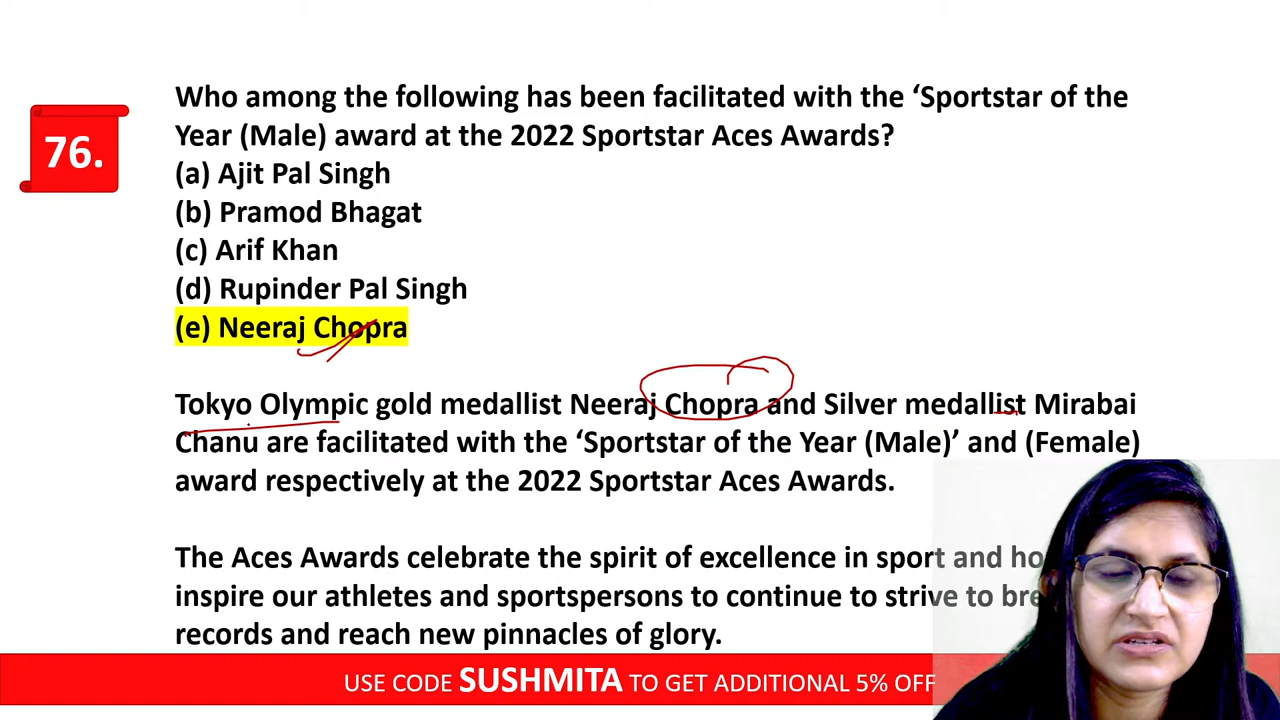 76.
Who among the following has been facilitated with the ‘Sportstar of the
Year (Male) award at the 2022 Sportstar Aces Awards?
(a) Ajit Pal Singh
(b) Pramod Bhagat
(c) Arif Khan
(d) Rupinder Pal Singh
(e) Neeraj Chopra
Tokyo Olympic gold medallist Neeraj Chopra and Silver medallist Mirabai
Chanu are facilitated with the ‘Sportstar of the Year (Male)’ and (Female)
award respectively at the 2022 Sportstar Aces Awards.
The Aces Awards celebrate the spirit of excellence in sport and
inspire our athletes and sportspersons to continue to strive to
records and reach new pinnacles of glory.
USE CODE SUSHMITA TO GET ADDITIONAL 5% OFF